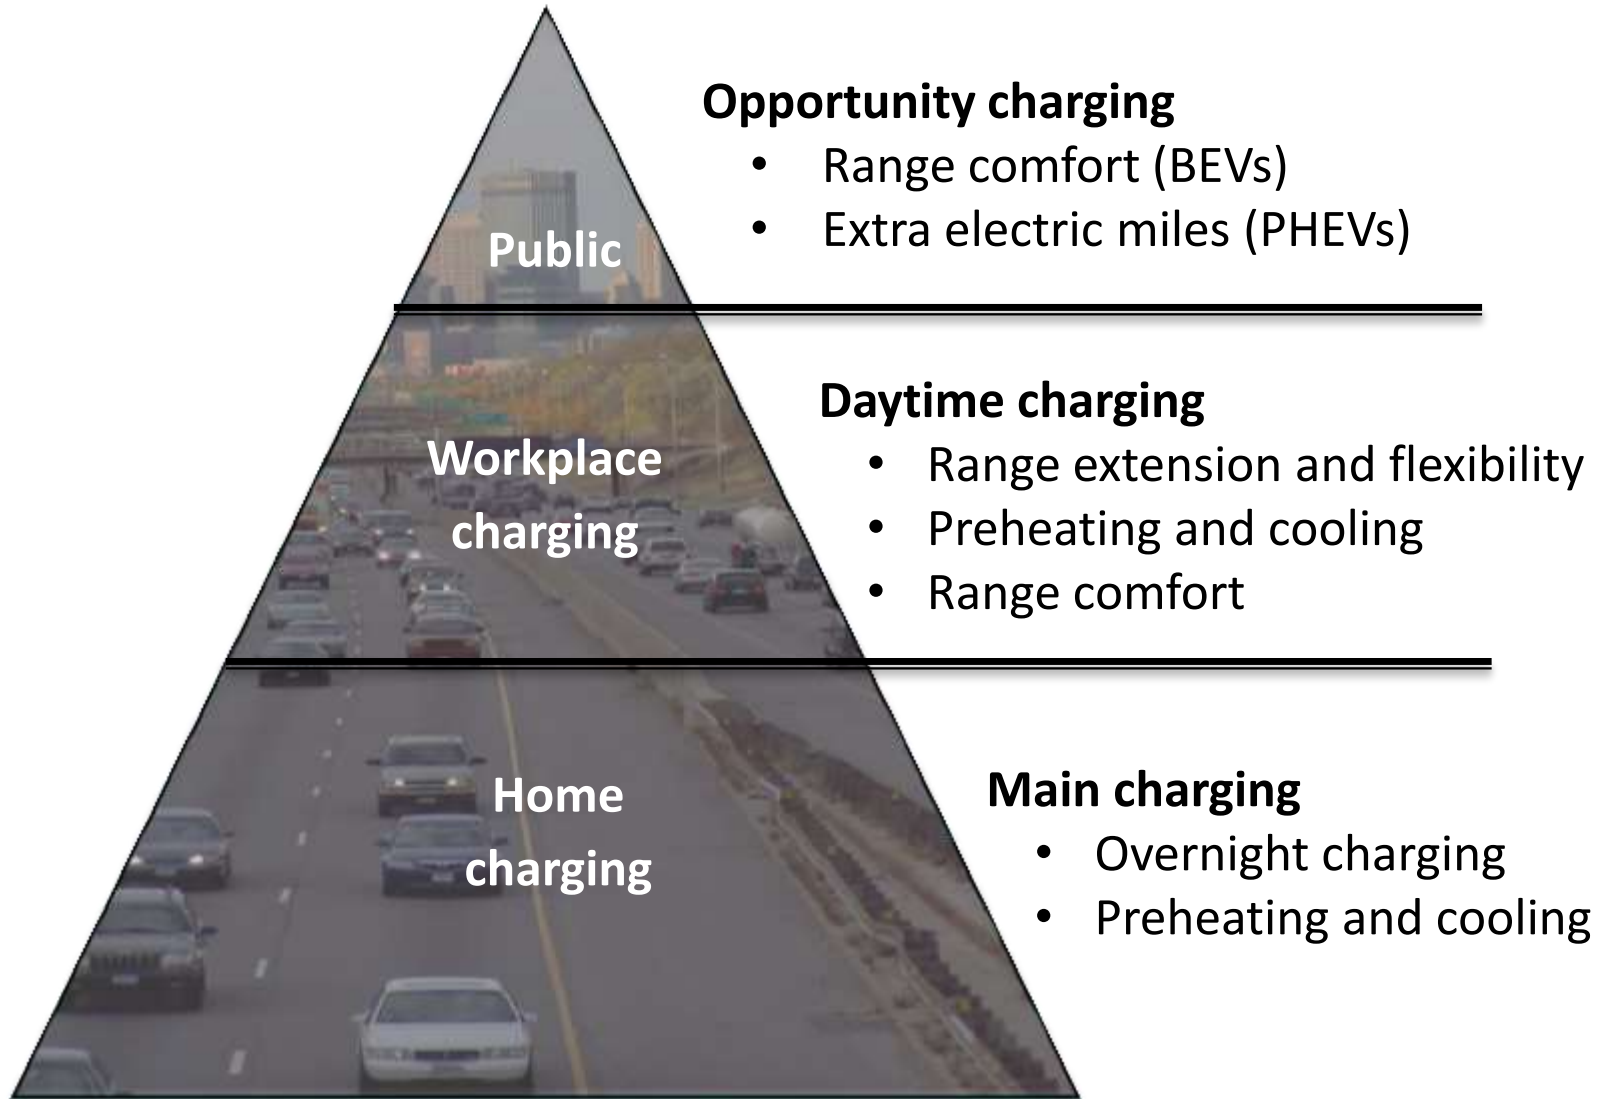 Opportunity charging
• Range comfort (BEVs)
• Extra electric miles (PHEVs)
Public
Daytime charging
• Range extension and flexibility
• Preheating and cooling
• Range comfort
Workplace
charging
Main charging
• Overnight charging
• Preheating and cooling
Home
charging